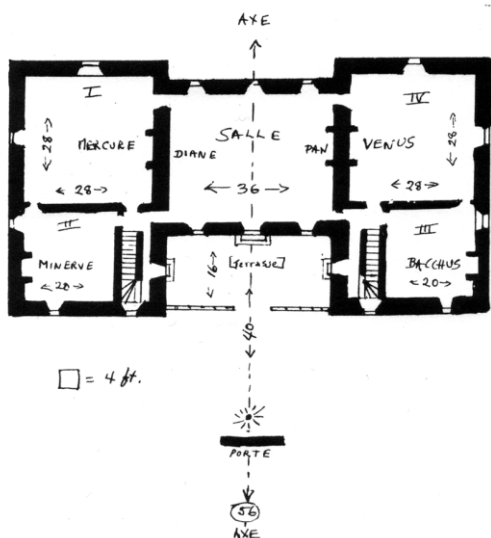 AXE
I
IV
28
MERCURE
SALLE
DIANE
PAN
VENUS
28
28
36
28
II
III
MINERVE
16
[Terrasse]
BACCHUS
20
20
40
= 4 ft.
PORTE
56
AXE